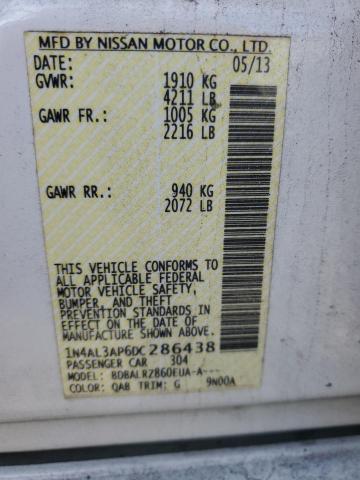 MFD BY NISSAN MOTOR CO., LTD.
DATE: 05/13
GVWR: 1910 KG
4211 LB
GAWR FR.: 1005 KG
2216 LB
GAWR RR.: 940 KG
2072 LB
THIS VEHICLE CONFORMS TO
ALL APPLICABLE FEDERAL
MOTOR VEHICLE SAFETY,
BUMPER, AND THEFT
PREVENTION STANDARDS IN
EFFECT ON THE DATE OF
MANUFACTURE SHOWN ABOVE.
1N4AL3AP6DC286438
PASSENGER CAR 304
MODEL: BDBALRZ860EUA-A---
COLOR: QAB TRIM: G 9N00A